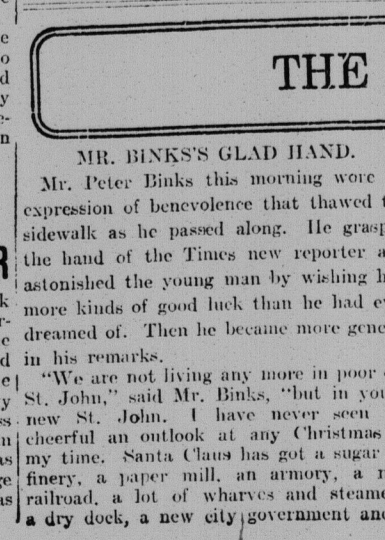 THE
MR. BINKS'S GLAD HAND.
Mr. Peter Binks this morning wore
expression of benevolence that thawed
sidewalk as he passed along. He grasp
the hand of the Times new reporter a
astonished the young man by wishing h
more kinds of good luck than he had e
dreamed of. Then he became more gene
in his remarks.
"We are not living any more in poor
St. John," said Mr. Binks, "but in you
new St. John. I have never seen
cheerful an outlook at any Christmas
my time. Santa Claus has got a sugar
finery, a paper mill, an armory, a
railroad, a lot of wharves and steame
a dry dock, a new city government and